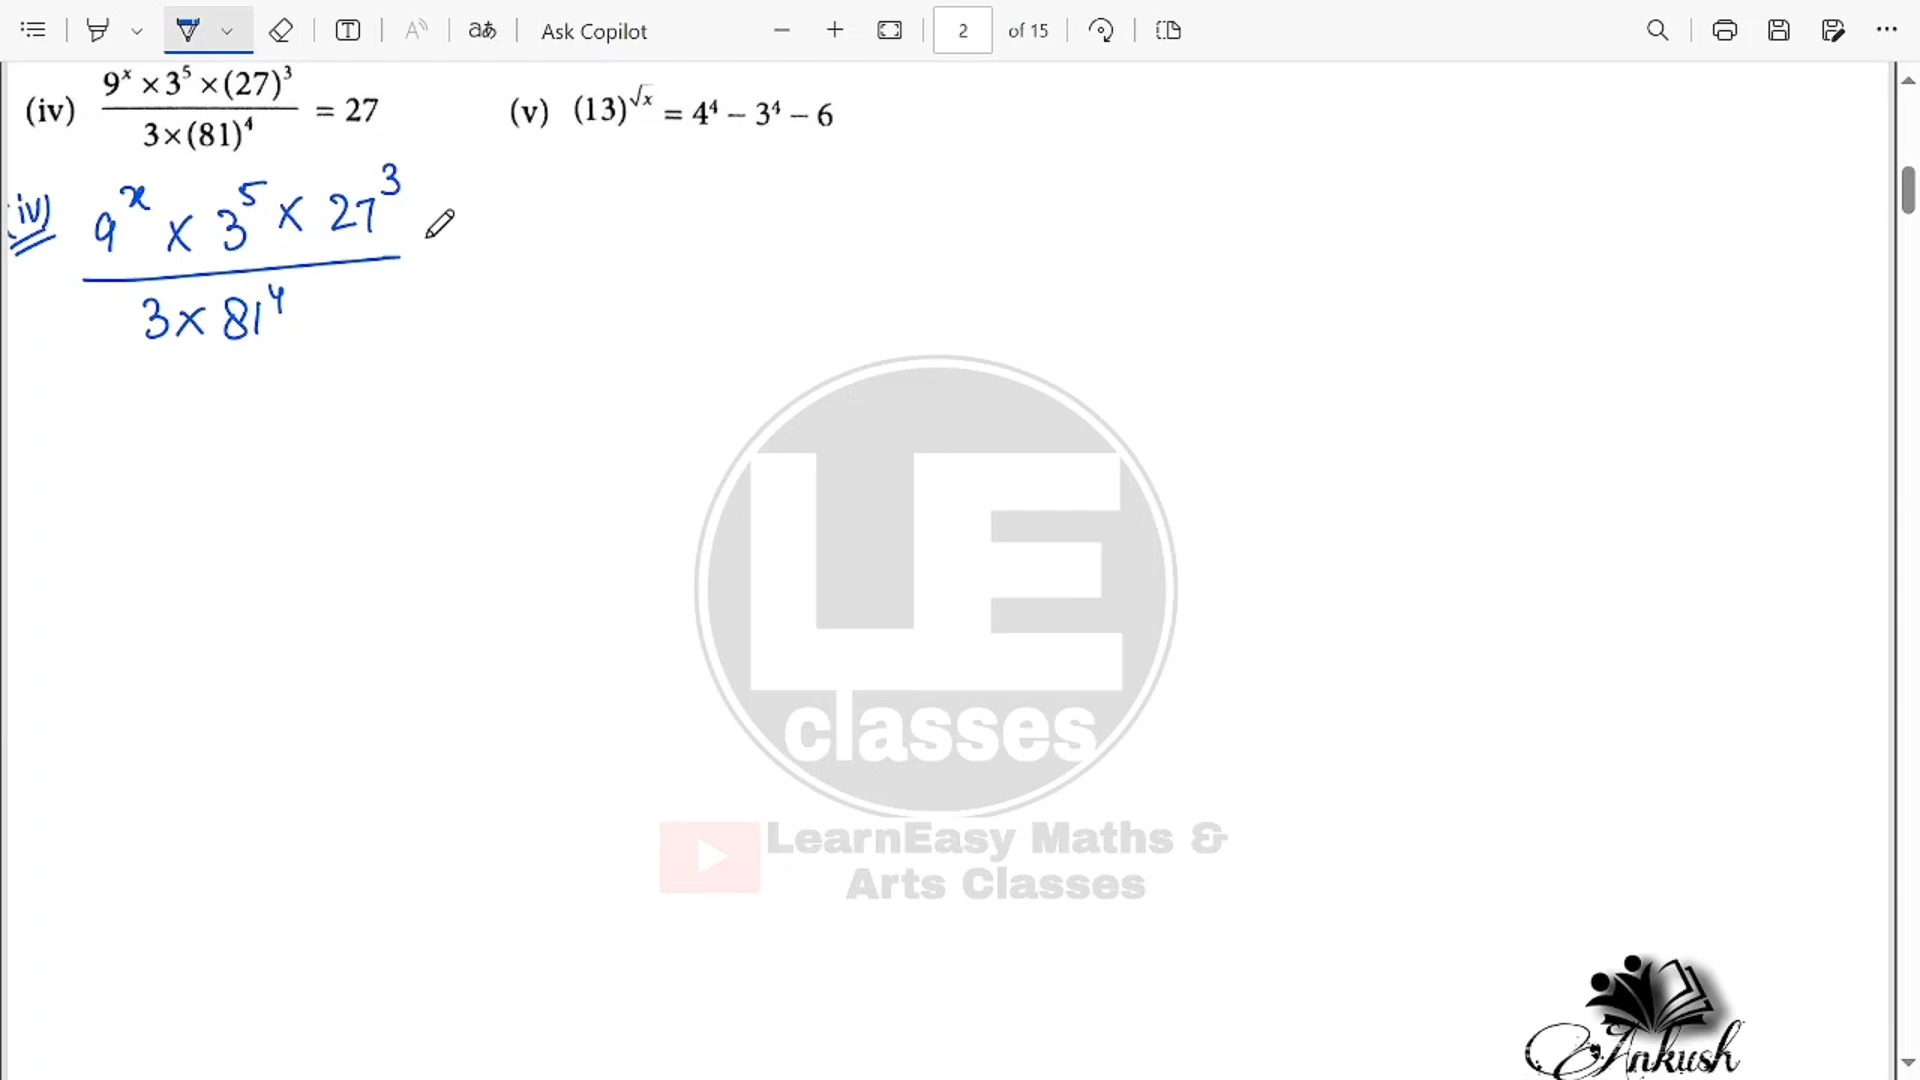 Ask Copilot 2 of 15
(iv) 9^x × 3^5 × (27)^3 / 3 × (81)^4 = 27 (v) (13)^√x = 4^4 − 3^4 − 6
(iv) 9^x × 3^5 × 27^3
3 × 81^4
LE
classes
LearnEasy Maths &
Arts Classes
Ankush